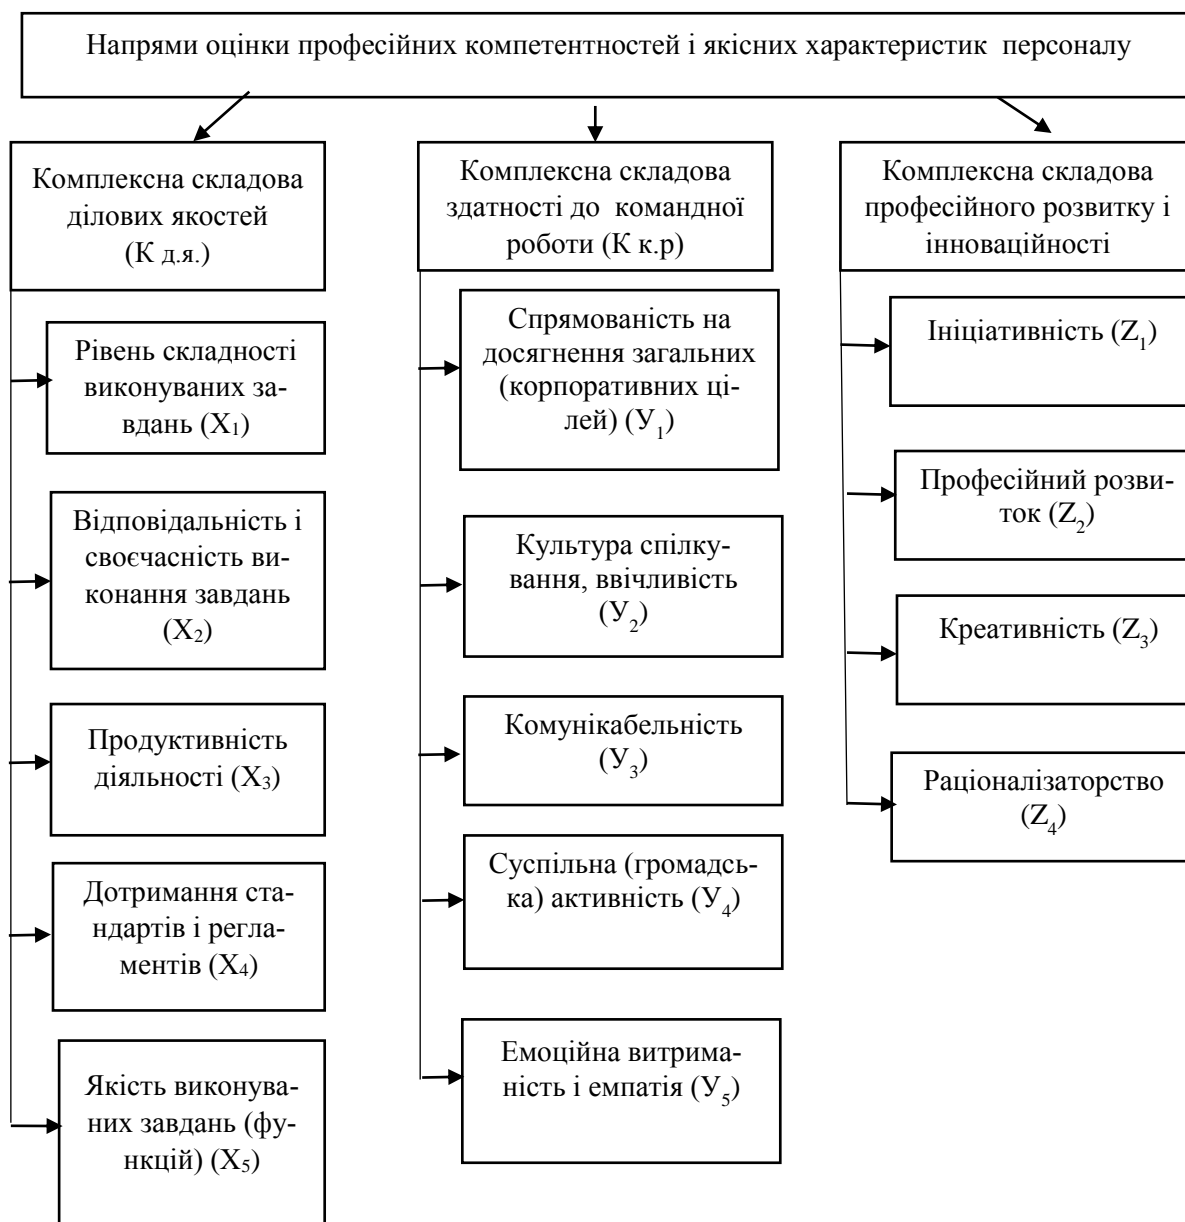 Напрями оцінки професійних компетентностей і якісних характеристик персоналу
Комплексна складова
ділових якостей
(К д.я.)
Рівень складності
виконуваних за-
вдань (X₁)
Відповідальність і
своєчасність ви-
конання завдань
(X₂)
Продуктивність
діяльності (X₃)
Дотримання ста-
ндартів і регла-
ментів (X₄)
Якість виконува-
них завдань (фу-
нкцій) (X₅)
Комплексна складова
здатності до командної
роботи (К к.р)
Спрямованість на
досягнення загальних
(корпоративних ці-
лей) (У₁)
Культура спілку-
вання, ввічливість
(У₂)
Комунікабельність
(У₃)
Суспільна (громадсь-
ка) активність (У₄)
Емоційна витрима-
ність і емпатія (У₅)
Комплексна складова
професійного розвитку і
інноваційності
Ініціативність (Z₁)
Професійний розви-
ток (Z₂)
Креативність (Z₃)
Раціоналізаторство
(Z₄)